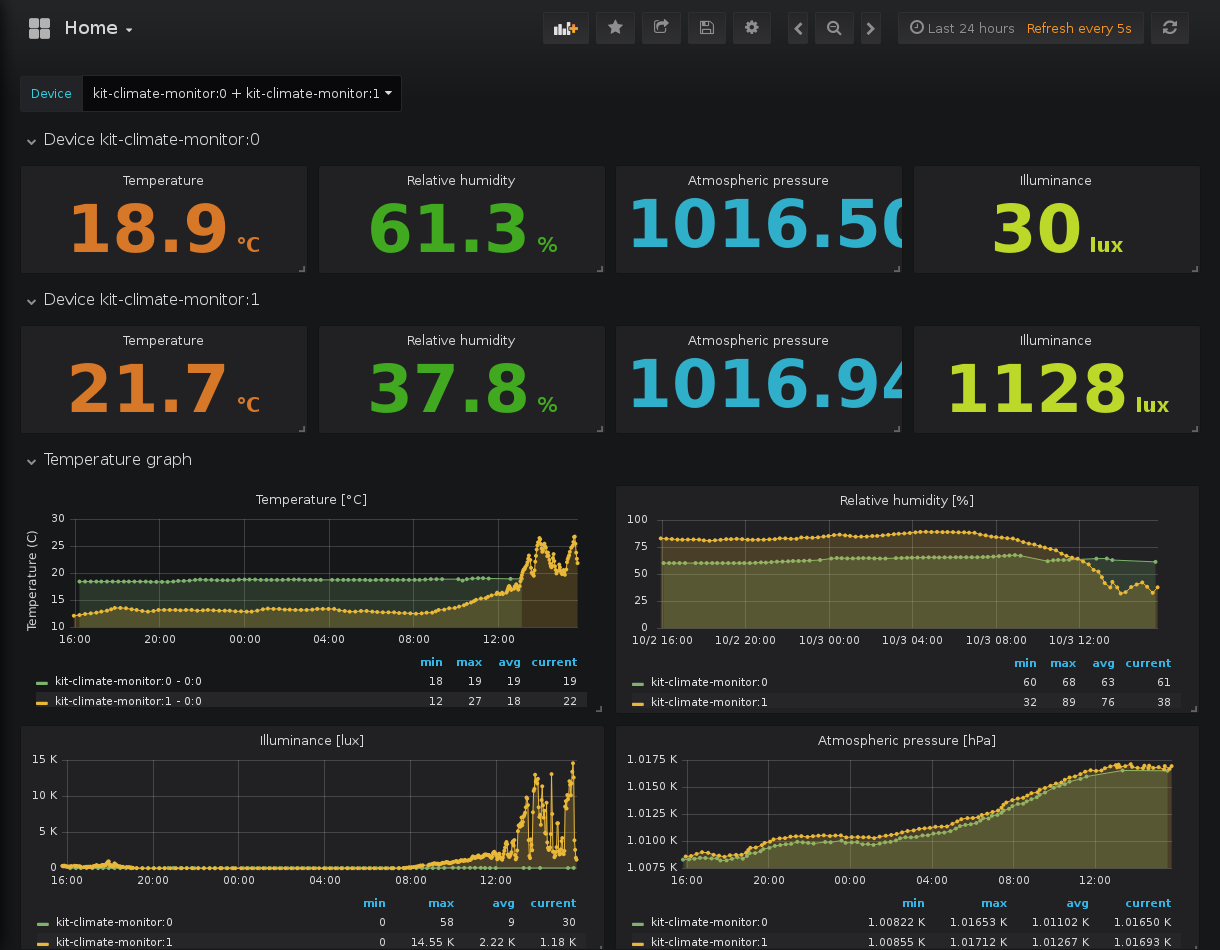 Home
Last 24 hours Refresh every 5s
Device kit-climate-monitor:0 + kit-climate-monitor:1
Device kit-climate-monitor:0
Temperature Relative humidity Atmospheric pressure Illuminance
18.9 °C 61.3 % 1016.50 30 lux
Device kit-climate-monitor:1
Temperature Relative humidity Atmospheric pressure Illuminance
21.7 °C 37.8 % 1016.94 1128 lux
Temperature graph
Temperature [°C]
Temperature (C)
30
25
20
15
10
16:00 20:00 00:00 04:00 08:00 12:00
min max avg current
kit-climate-monitor:0 - 0:0 18 19 19 19
kit-climate-monitor:1 - 0:0 12 27 18 22
Relative humidity [%]
100
75
50
25
0
10/2 16:00 10/2 20:00 10/3 00:00 10/3 04:00 10/3 08:00 10/3 12:00
min max avg current
kit-climate-monitor:0 60 68 63 61
kit-climate-monitor:1 32 89 76 38
Illuminance [lux]
15 K
10 K
5 K
0
16:00 20:00 00:00 04:00 08:00 12:00
min max avg current
kit-climate-monitor:0 0 58 9 30
kit-climate-monitor:1 0 14.55 K 2.22 K 1.18 K
Atmospheric pressure [hPa]
1.0175 K
1.0150 K
1.0125 K
1.0100 K
1.0075 K
16:00 20:00 00:00 04:00 08:00 12:00
min max avg current
kit-climate-monitor:0 1.00822 K 1.01653 K 1.01102 K 1.01650 K
kit-climate-monitor:1 1.00855 K 1.01712 K 1.01267 K 1.01693 K